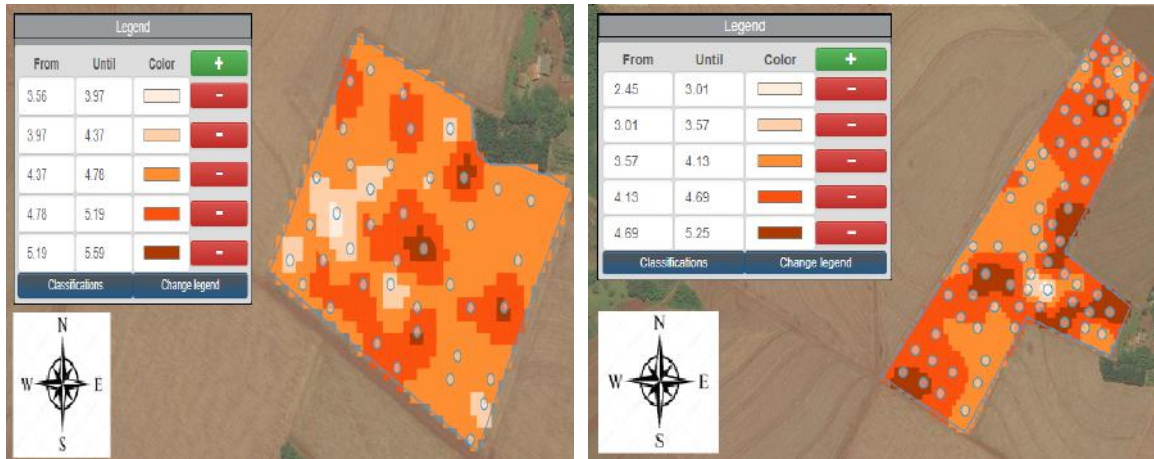 Legend
From Until Color +
3.56 3.97 -
3.97 4.37 -
4.37 4.78 -
4.78 5.19 -
5.19 5.59 -
Classifications Change legend
N
W E
S
Legend
From Until Color +
2.45 3.01 -
3.01 3.57 -
3.57 4.13 -
4.13 4.69 -
4.69 5.25 -
Classifications Change legend
N
W E
S